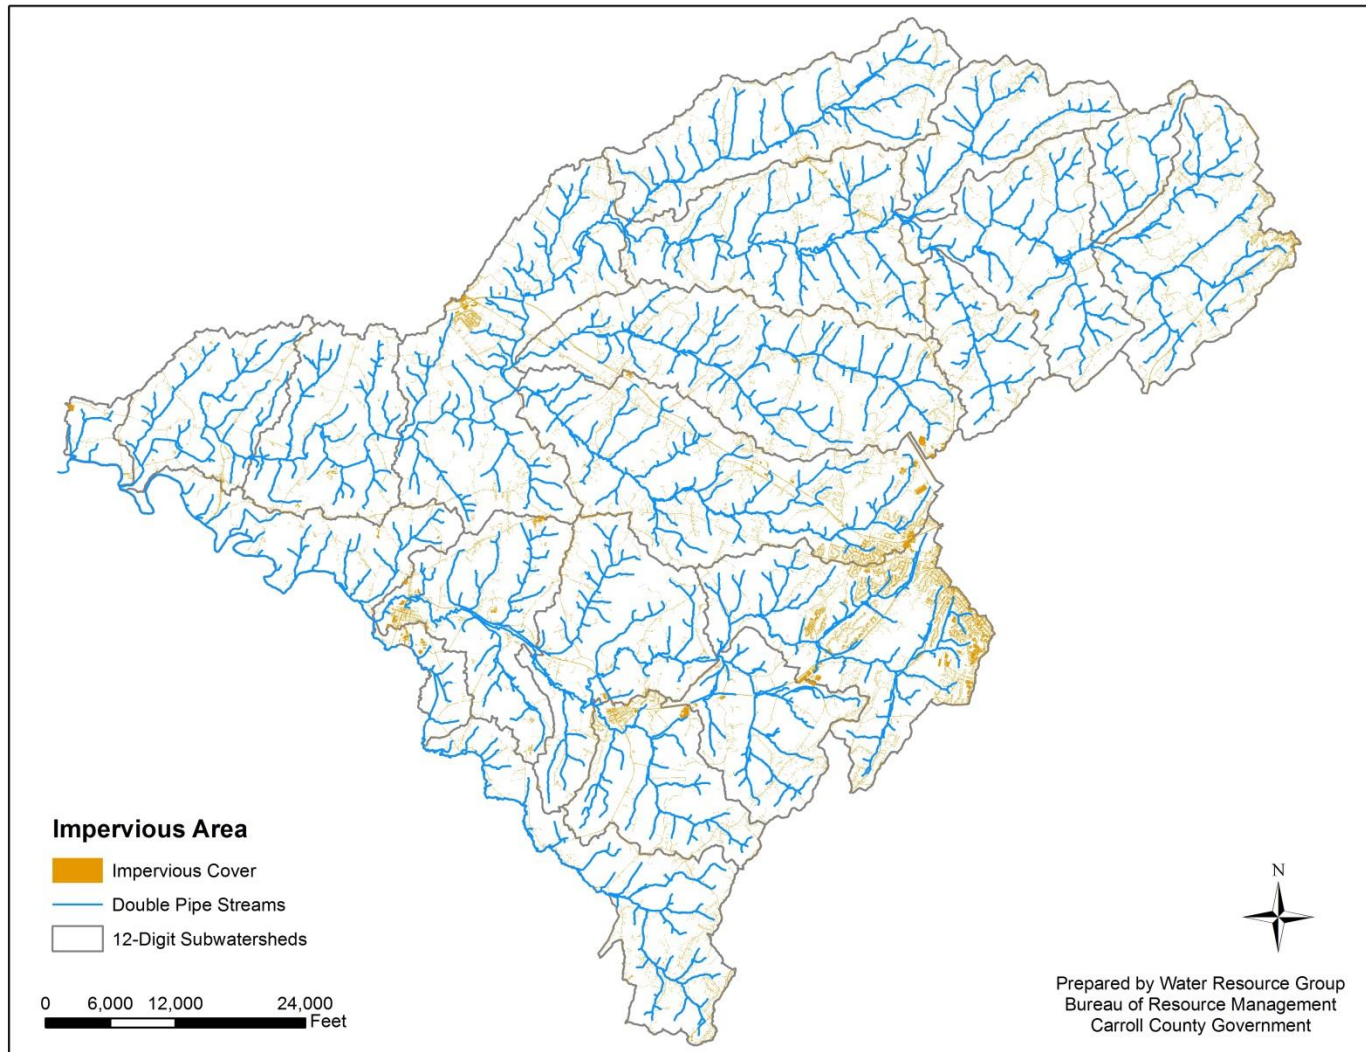 Impervious Area
Impervious Cover
Double Pipe Streams
12-Digit Subwatersheds
0 6,000 12,000 24,000
Feet
N
Prepared by Water Resource Group
Bureau of Resource Management
Carroll County Government